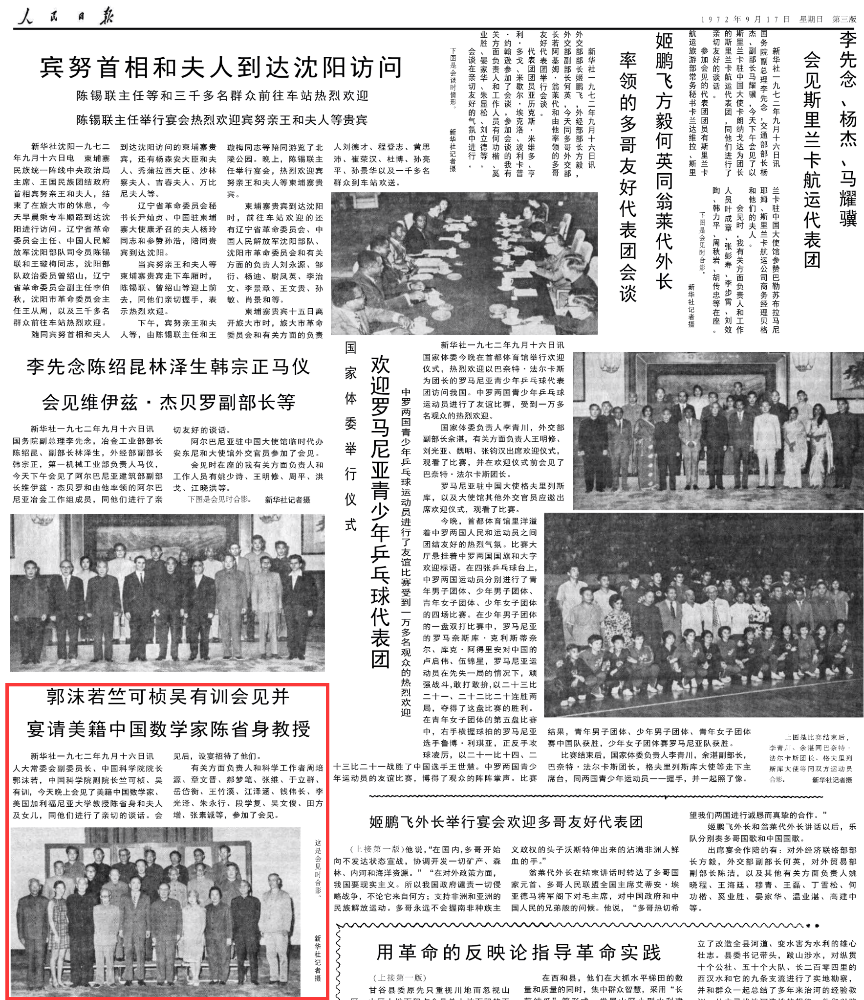 人民日报
1972年9月17日 星期日 第三版
宾努首相和夫人到达沈阳访问
陈锡联主任等和三千多名群众前往车站热烈欢迎
陈锡联主任举行宴会热烈欢迎宾努亲王和夫人等贵宾
新华社沈阳一九七二
年九月十六日电 柬埔寨
民族统一阵线中央政治局
主席、王国民族团结政府
首相宾努亲王和夫人，结
束了在旅大市的休息，今
天早晨乘专车顺路到达沈
阳进行访问。辽宁省革命
委员会主任、中国人民解
放军沈阳部队司令员陈锡
联和王璇梅同志，沈阳部
队政治委员曾绍山，辽宁
省革命委员会副主任李伯
秋，沈阳市革命委员会主
任王从周，以及三千多名
群众前往车站热烈欢迎。
随同宾努首相和夫人
到达沈阳访问的柬埔寨贵
宾，还有杨森安大臣和夫
人、秀蒲拉西大臣、沙林
察夫人、吉春夫人、万比
尼夫人等。
辽宁省革命委员会秘
书长尹灿贞、中国驻柬埔
寨大使康矛召的夫人杨玲
同志和参赞孙浩，陪同贵
宾到达沈阳。
当宾努亲王和夫人等
柬埔寨贵宾走下车厢时，
陈锡联、曾绍山等迎上前
去，同他们亲切握手，表
示热烈欢迎。
下午，宾努亲王和夫
人等，由陈锡联主任和王
璇梅同志等陪同游览了北
陵公园。晚上，陈锡联主
任举行宴会，热烈欢迎宾
努亲王和夫人等柬埔寨贵
宾。
柬埔寨贵宾到达沈阳
时，前往车站欢迎的还
有辽宁省革命委员会、中
国人民解放军沈阳部队、
沈阳市革命委员会和有关
方面的负责人刘永源、邹
衍、杨迪、尉凤英、李治
文、李景章、王文贵、孙
敏、肖景和等。
柬埔寨贵宾十五日离
开旅大市时，旅大市革命
委员会和有关方面的负责
人刘德才、程登志、黄思
沛、崔荣汉、杜博、孙亮
平、孙景华以及一千多名
群众到车站欢送。
李先念、杨杰、马耀骥
会见斯里兰卡航运代表团
新华社一九七二年九月十六日讯
国务院副总理李先念，交通部部长杨
杰、副部长马耀骥，今天下午会见了以
斯里兰卡驻中国大使卡朗纳戈达为团长
的斯里兰卡航运代表团，同他们进行了
亲切友好的谈话。
参加会见的代表团团员有斯里兰卡
航运旅游部常务秘书卡兰达维拉、斯里
兰卡驻中国大使馆参赞巴勒苏布拉马尼
耶姆、斯里兰卡航运公司商务经理贝格
和他们的夫人。
会见时，我有关方面负责人和工作
人员叶成章、张彭寿、李步霄、刘效
陶、韩力平、周秋岩、胡传忠等在座。
下图是会见时合影。
新华社记者摄
姬鹏飞方毅何英同翁莱代外长
率领的多哥友好代表团会谈
新华社一九七二年九月十六日讯
外交部部长姬鹏飞，外经部部长方毅，
外交部副部长何英，今天同多哥外交部
长若阿基姆·翁莱代和由他率领的多哥
友好代表团举行会谈。
代表团团员亚历克斯·米维多、亨
利·多戈、米歇尔·埃克洛、波利卡普
·约翰逊参加了会谈。参加会谈的我有
关方面负责人和工作人员有何功楷、奚
业胜、晏家华、朱显松、刘立德等。
会谈在亲切友好的气氛中进行。
下图是会谈时情形。
新华社记者摄
李先念陈绍昆林泽生韩宗正马仪
会见维伊兹·杰贝罗副部长等
新华社一九七二年九月十六日讯
国务院副总理李先念，冶金工业部部长
陈绍昆、副部长林泽生，外经部副部长
韩宗正，第一机械工业部负责人马仪，
今天下午会见了阿尔巴尼亚建筑部副部
长维伊兹·杰贝罗和由他率领的阿尔巴
尼亚冶金工作组成员，同他们进行了亲
切友好的谈话。
阿尔巴尼亚驻中国大使馆临时代办
安东尼和大使馆外交官员参加了会见。
会见时在座的我有关方面负责人和
工作人员有姚少诗、王明修、周平、洪
戈、江晓洪等。
下图是会见时合影。 新华社记者摄
国家体委举行仪式
欢迎罗马尼亚青少年乒乓球代表团
中罗两国青少年乒乓球运动员进行了友谊比赛受到一万多名观众的热烈欢迎
新华社一九七二年九月十六日讯
国家体委今晚在首都体育馆举行欢迎
仪式，热烈欢迎以巴奈特·法尔卡斯
为团长的罗马尼亚青少年乒乓球代表
团访问我国。中罗两国青少年乒乓球
运动员进行了友谊比赛，受到一万多
名观众的热烈欢迎。
国家体委负责人李青川，外交部
副部长余湛，有关方面负责人王明修、
刘光亚、魏明、张钧汉出席欢迎仪式，
观看了比赛，并在欢迎仪式前会见了
巴奈特·法尔卡斯团长。
罗马尼亚驻中国大使格夫里列斯
库，以及大使馆其他外交官员应邀出
席欢迎仪式，观看了比赛。
今晚，首都体育馆里洋溢
着中罗两国人民和运动员之间
团结友好的热烈气氛。比赛大
厅悬挂着中罗两国国旗和大字
欢迎标语。在四张乒乓球台上，
中罗两国运动员分别进行了青
年男子团体、少年男子团体、
青年女子团体、少年女子团体
的四场比赛。在少年男子团体
的一盘双打比赛中，罗马尼亚
的罗马奈斯库·克利斯蒂奈
尔、库克·阿得里安对中国的
卢启伟、伍锦星，罗马尼亚运
动员在先失一局的情况下，顽
强战斗，敢打敢拚，以二十三比
二十一、二十二比二十连胜两
局，夺得了这盘比赛的胜利。
在青年女子团体的第五盘比赛
中，右手横握球拍的罗马尼亚
选手鲁博·利琪亚，正反手攻
球凌厉，以二十一比十四、二
十三比二十一战胜了中国选手王世慧。中罗两国青少
年运动员的友谊比赛，博得了观众的阵阵掌声。比赛
结果，青年男子团体、少年男子团体、青年女子团体
赛中国队获胜，少年女子团体赛罗马尼亚队获胜。
比赛结束后，国家体委负责人李青川，余湛副部长，
巴奈特·法尔卡斯团长，格夫里列斯库大使等走下主
席台，同两国青少年运动员一一握手，并一起照了像。
上图是比赛结束后，
李青川、余湛同巴奈特·
法尔卡斯团长、格夫里列
斯库大使等同双方运动员
合影。 新华社记者摄
郭沫若竺可桢吴有训会见并
宴请美籍中国数学家陈省身教授
新华社一九七二年九月十六日讯
人大常委会副委员长、中国科学院院长
郭沫若，中国科学院副院长竺可桢、吴
有训，今天晚上会见了美籍中国数学家、
美国加利福尼亚大学教授陈省身和夫人
及女儿，同他们进行了亲切的谈话。会
见后，设宴招待了他们。
有关方面负责人和科学工作者周培
源、章文晋、郝梦笔、张维、于立群、
岳岱衡、王竹溪、江泽涵、钱伟长、李
光泽、朱永行、段学复、吴文俊、田方
增、张素诚等，参加了会见。
这是会见时合影。
新华社记者摄
姬鹏飞外长举行宴会欢迎多哥友好代表团
（上接第一版）他说，“在国内，多哥开始
向不发达状态宣战，协调开发一切矿产、森
林、内河和海洋资源。”“在对外政策方面，
我国要现实主义。所以我国政府谴责一切侵
略战争，不论它来自何方；支持非洲和亚洲的
民族解放运动。多哥永远不会握南非种族主
义政权的头子沃斯特伸出来的沾满非洲人鲜
血的手。”
翁莱代外长在结束讲话时转达了多哥国
家元首、多哥人民联盟全国主席艾蒂安·埃
亚德马将军阁下对毛主席，对中国政府和中
国人民的兄弟般的问候。他说，“多哥热切希
望我们两国进行诚恳而真挚的合作。”
姬鹏飞外长和翁莱代外长讲话以后，乐
队分别奏多哥国歌和中国国歌。
出席宴会作陪的有：对外经济联络部部
长方毅，外交部副部长何英，对外贸易部
副部长陈洁，以及其他有关方面负责人姚
晓程、王海廷、穆青、王磊、丁雪松、何
功楷、奚业胜、晏家华、温业湛、高建中
等。
用革命的反映论指导革命实践
（上接第一版）
甘谷县委原先只重视川地而忽视山
在西和县，他们在大抓水平梯田的数
量和质量的同时，集中群众智慧，采用“长
立了改造全县河道、变水害为水利的雄心
壮志。县委书记带头，跋山涉水，对纵贯
十个公社、五十个大队、长二百零四里的
西汉水和它的九条支流进行了实地勘察，
并和群众一起总结了多年来治河的经验教